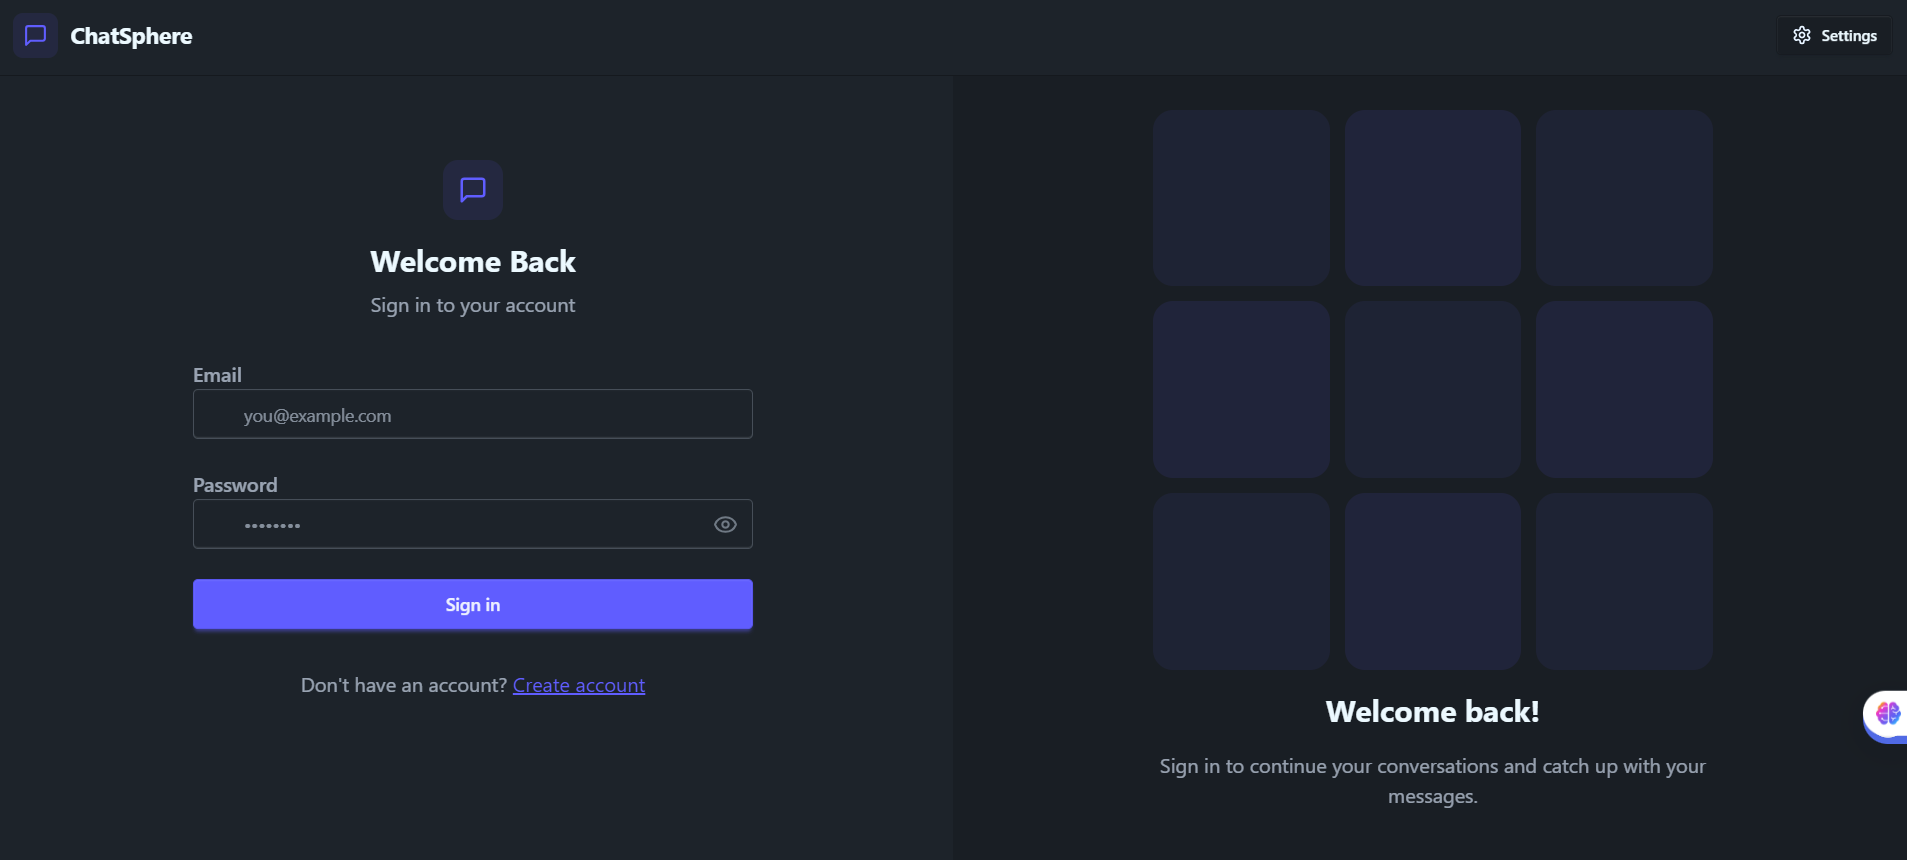 ChatSphere
Settings
Welcome Back
Sign in to your account
Email
you@example.com
Password
••••••••
Sign in
Don't have an account? Create account
Welcome back!
Sign in to continue your conversations and catch up with your
messages.